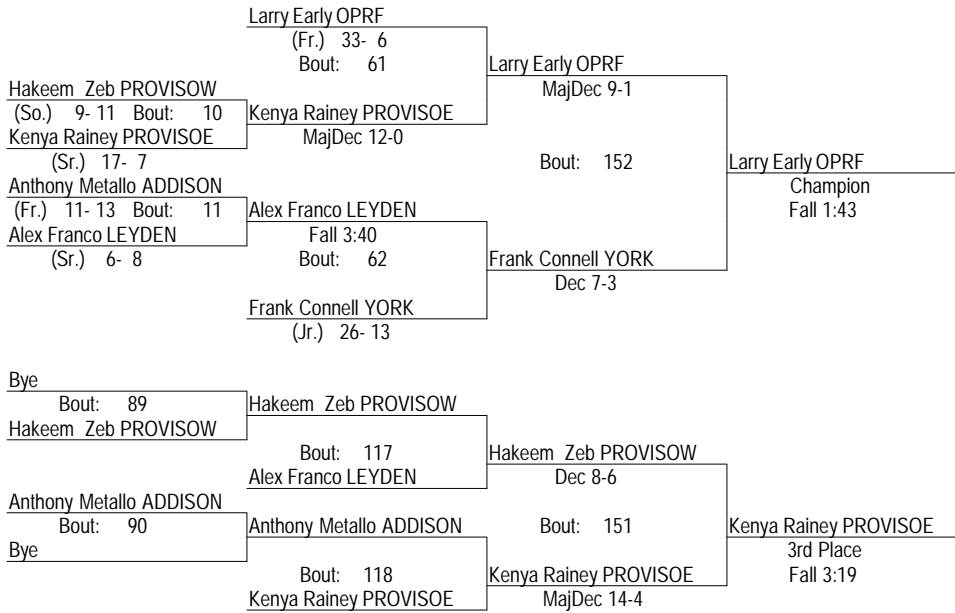 Larry Early OPRF
(Fr.) 33- 6
Bout: 61
Larry Early OPRF
MajDec 9-1
Hakeem Zeb PROVISOW
(So.) 9- 11 Bout: 10
Kenya Rainey PROVISOE
Kenya Rainey PROVISOE
MajDec 12-0
(Sr.) 17- 7
Bout: 152
Larry Early OPRF
Champion
Fall 1:43
Anthony Metallo ADDISON
(Fr.) 11- 13 Bout: 11
Alex Franco LEYDEN
Alex Franco LEYDEN
Fall 3:40
(Sr.) 6- 8
Bout: 62
Frank Connell YORK
Dec 7-3
Frank Connell YORK
(Jr.) 26- 13
Bye
Bout: 89
Hakeem Zeb PROVISOW
Hakeem Zeb PROVISOW
Bout: 117
Hakeem Zeb PROVISOW
Alex Franco LEYDEN
Dec 8-6
Anthony Metallo ADDISON
Bout: 90
Anthony Metallo ADDISON
Bout: 151
Kenya Rainey PROVISOE
Bye
3rd Place
Bout: 118
Kenya Rainey PROVISOE
Fall 3:19
Kenya Rainey PROVISOE
MajDec 14-4